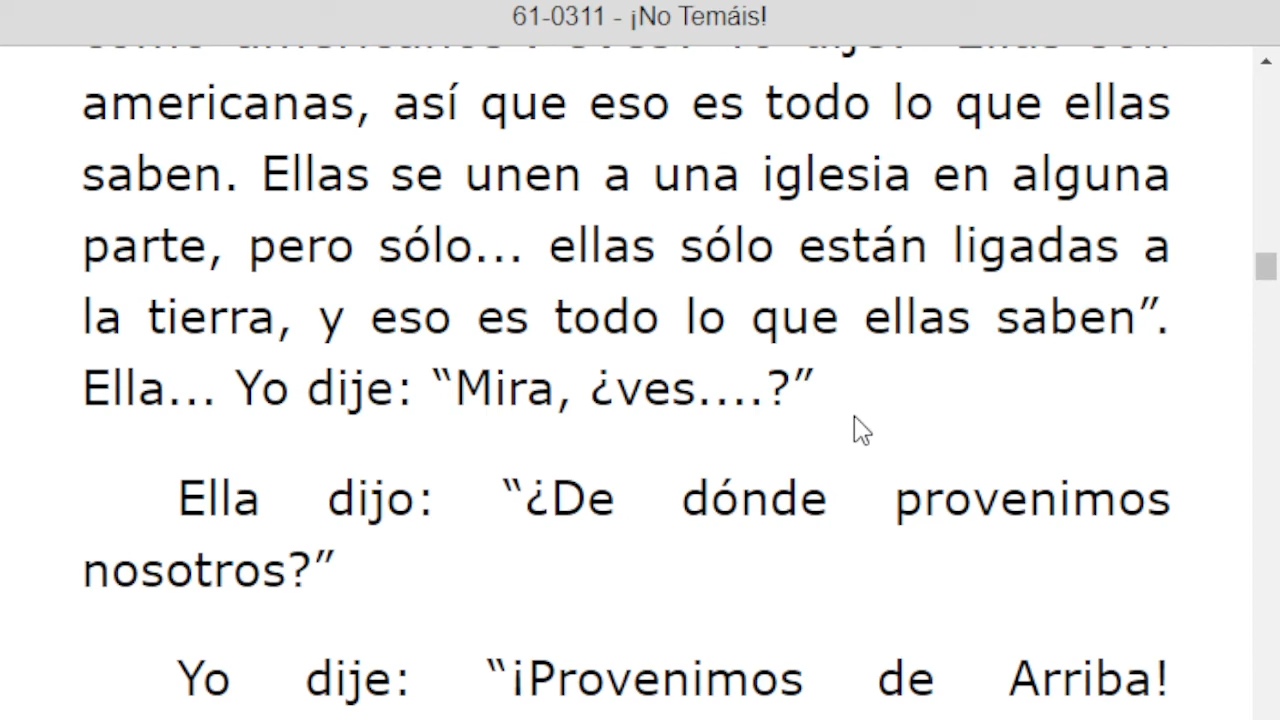 61-0311 - ¡No Temáis!
americanas, así que eso es todo lo que ellas
saben. Ellas se unen a una iglesia en alguna
parte, pero sólo... ellas sólo están ligadas a
la tierra, y eso es todo lo que ellas saben”.
Ella... Yo dije: “Mira, ¿ves....?”
Ella dijo: “¿De dónde provenimos
nosotros?”
Yo dije: “¡Provenimos de Arriba!